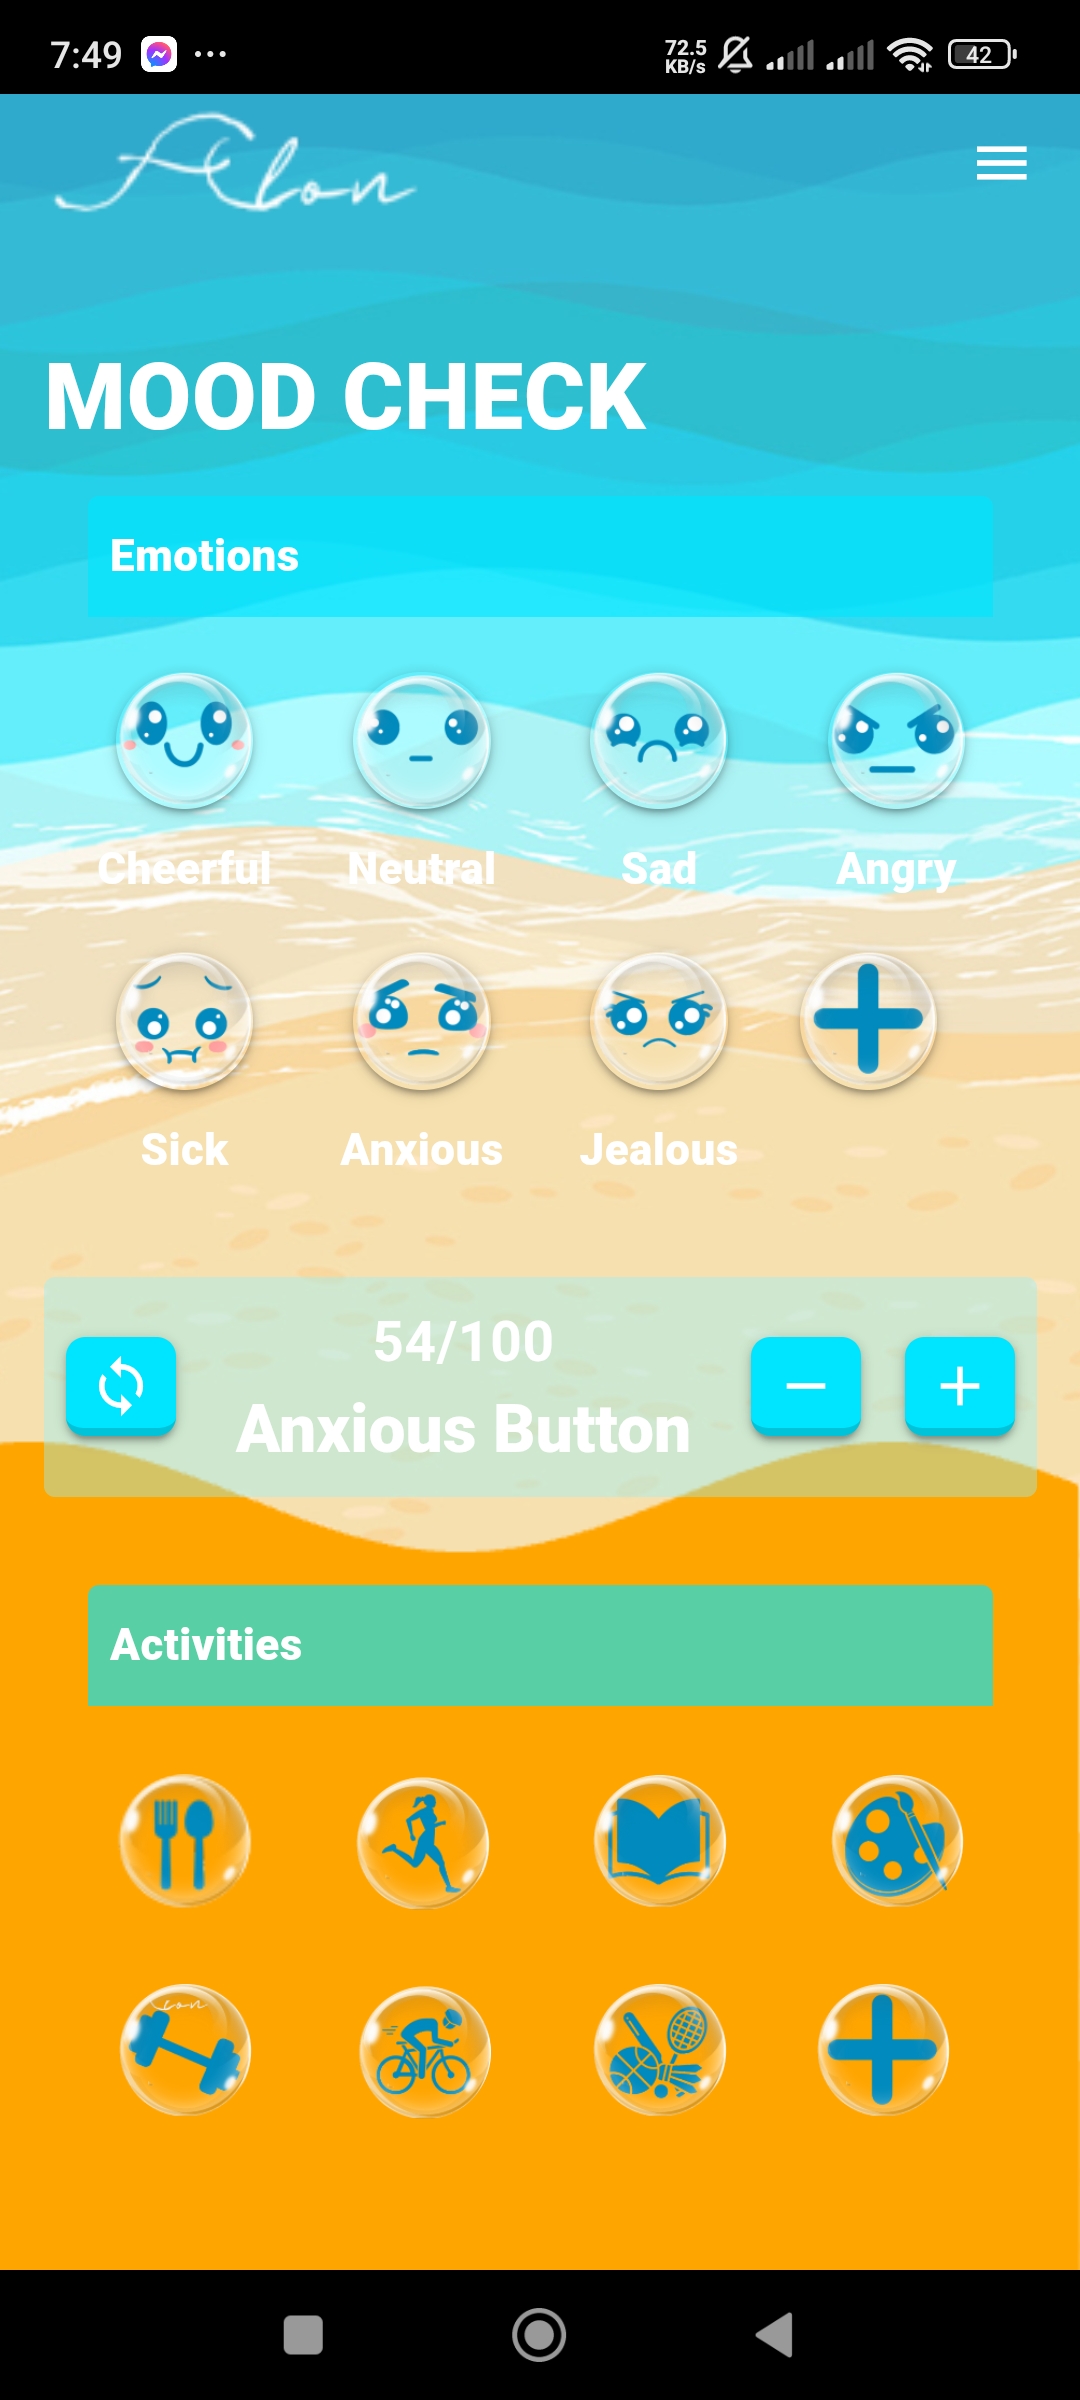 7:49
72.5
KB/s
42
Alon
MOOD CHECK
Emotions
Cheerful
Neutral
Sad
Angry
Sick
Anxious
Jealous
54/100
Anxious Button
Activities